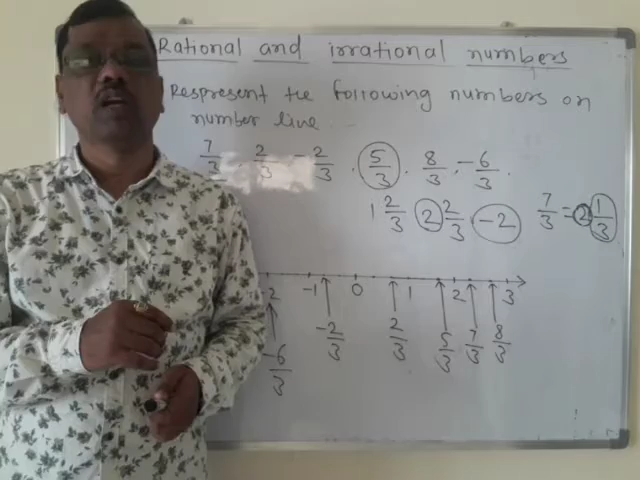 Rational and irrational numbers
Respresent the following numbers on
number line
7/3, 2/3, -2/3, 5/3, 8/3, -6/3.
1 2/3 2 2/3, -2 7/3 = 2 1/3
-2 -1 0 1 2 3
-6/3 -2/3 2/3 5/3 7/3 8/3